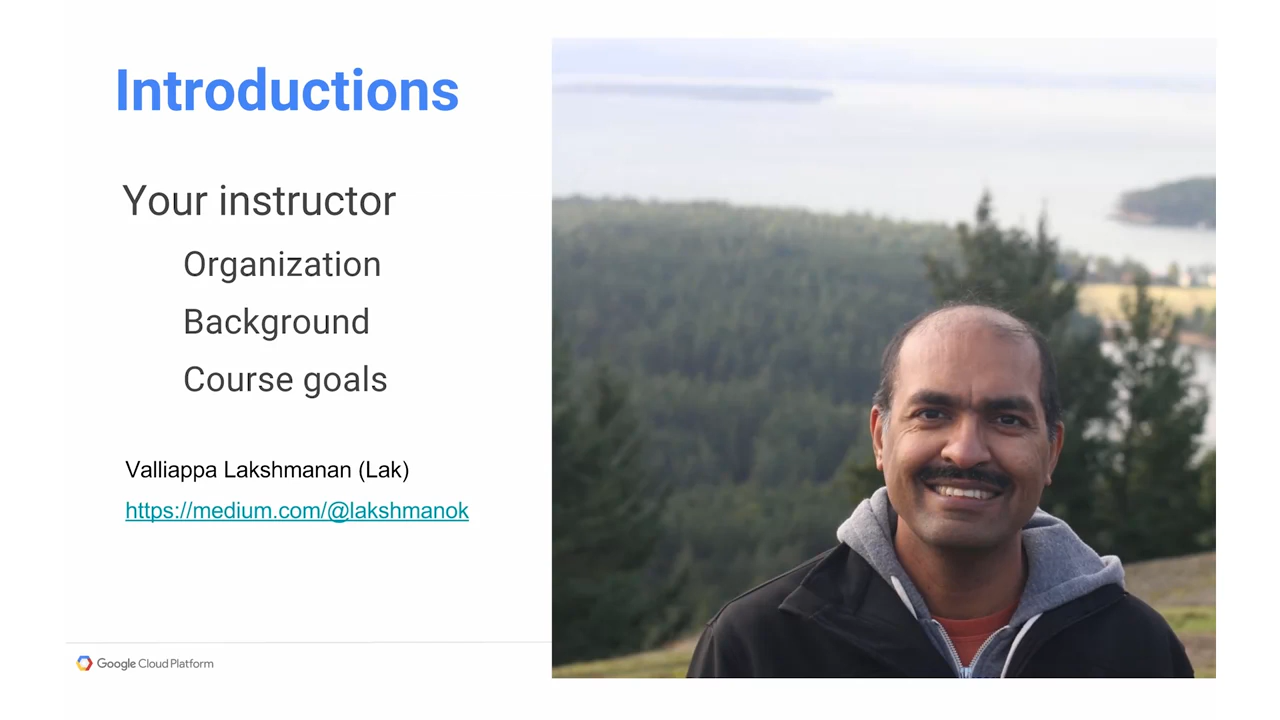 Introductions
Your instructor
Organization
Background
Course goals
Valliappa Lakshmanan (Lak)
https://medium.com/@lakshmanok
Google Cloud Platform